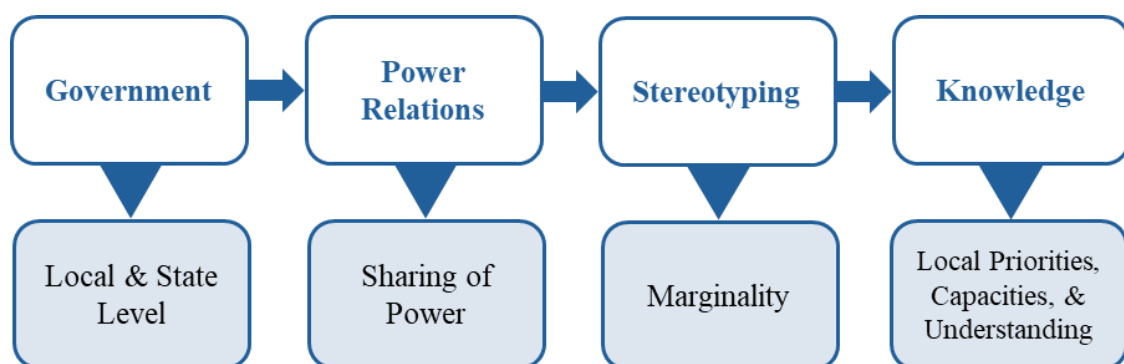 Government
Power
Relations
Stereotyping
Knowledge
Local & State
Level
Sharing of
Power
Marginality
Local Priorities,
Capacities, &
Understanding